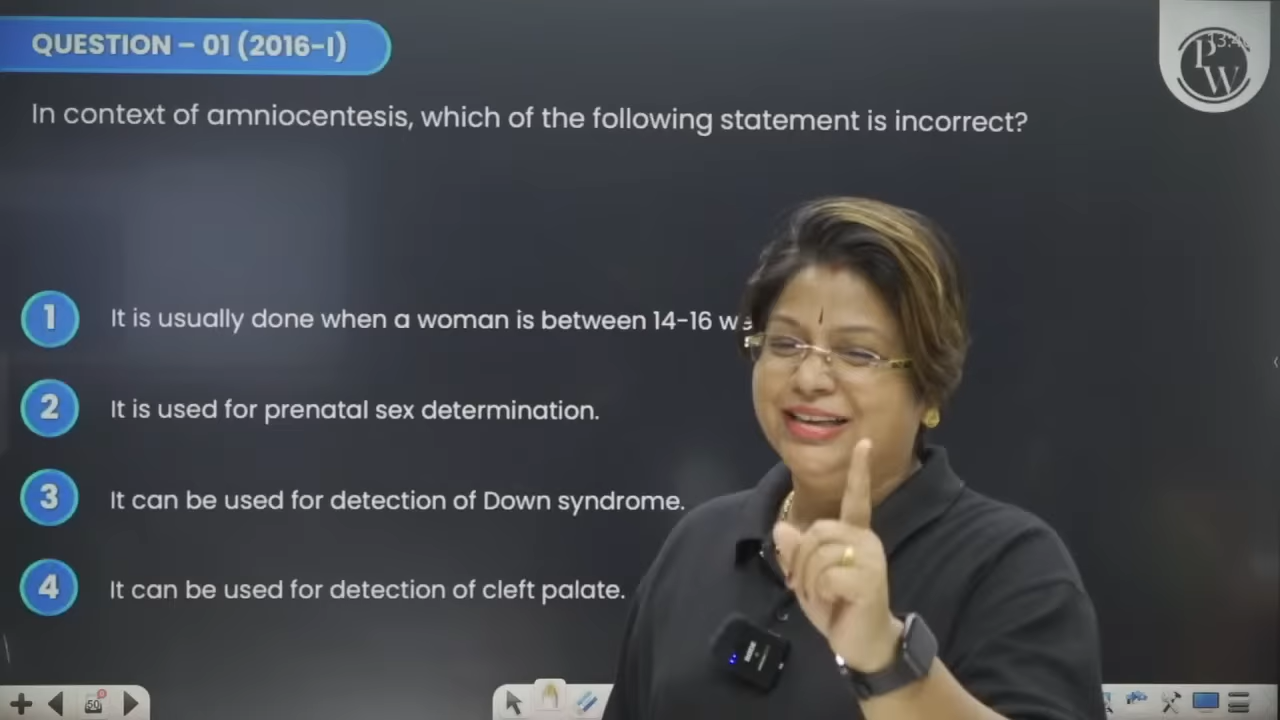 QUESTION – 01 (2016-I)
In context of amniocentesis, which of the following statement is incorrect?
1 It is usually done when a woman is between 14-16
2 It is used for prenatal sex determination.
3 It can be used for detection of Down syndrome.
4 It can be used for detection of cleft palate.
PW
50